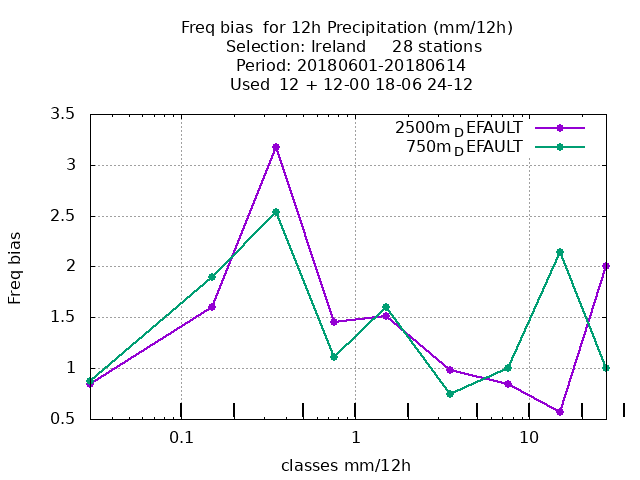 Freq bias  for 12h Precipitation (mm/12h)
Selection: Ireland     28 stations
Period: 20180601-20180614
Used  12 + 12-00 18-06 24-12
3.5
3
2.5
2
1.5
1
0.5
2500m_DEFAULT
750m_DEFAULT
Freq bias
0.1
1
10
classes mm/12h